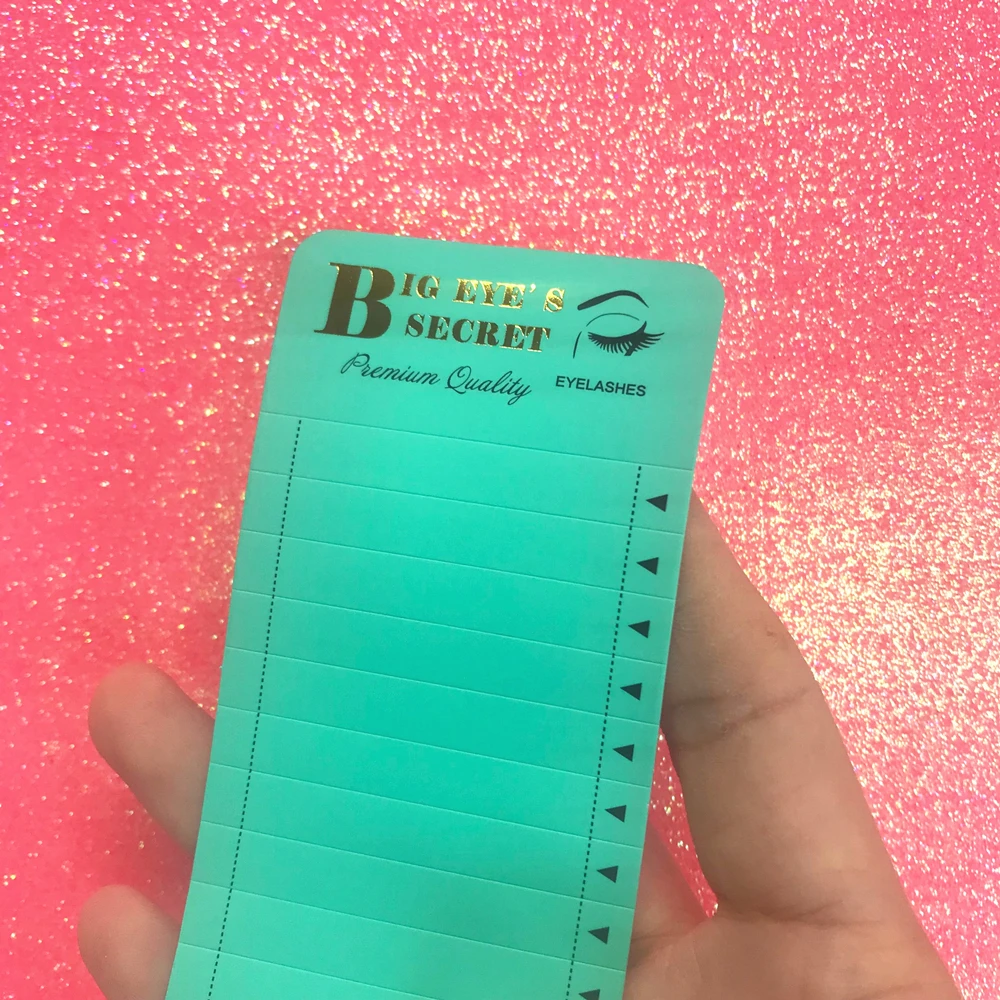 BIG EYE'S
SECRET
Premium Quality
EYELASHES